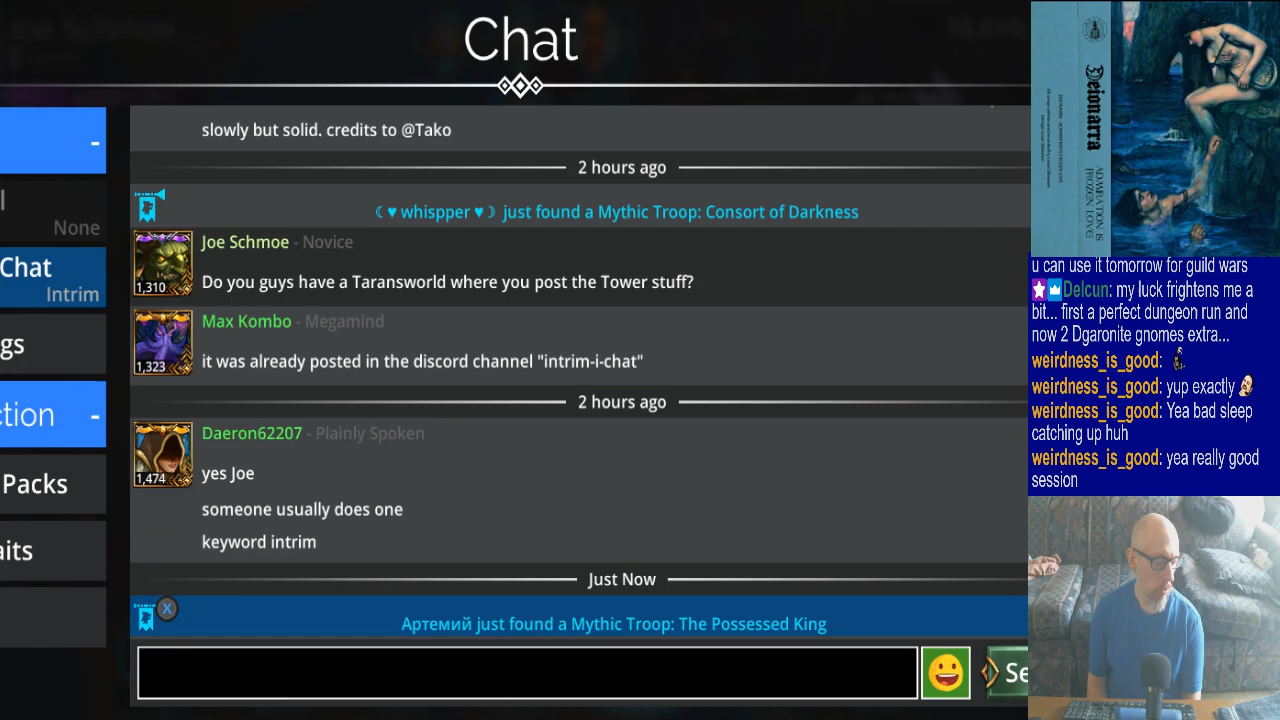 Chat
-
l
None
Chat
Intrim
gs
ction -
Packs
aits
slowly but solid. credits to @Tako
2 hours ago
☾♥ whispper ♥☽ just found a Mythic Troop: Consort of Darkness
Joe Schmoe - Novice
1,310
Do you guys have a Taransworld where you post the Tower stuff?
Max Kombo - Megamind
1,323
it was already posted in the discord channel "intrim-i-chat"
2 hours ago
Daeron62207 - Plainly Spoken
1,474
yes Joe
someone usually does one
keyword intrim
Just Now
X
Артемий just found a Mythic Troop: The Possessed King
Se
Deionarra
ADMIRATION IS
FROZEN LOVE
u can use it tomorrow for guild wars
Delcun: my luck frightens me a
bit... first a perfect dungeon run and
now 2 Dgaronite gnomes extra...
weirdness_is_good:
weirdness_is_good: yup exactly
weirdness_is_good: Yea bad sleep
catching up huh
weirdness_is_good: yea really good
session